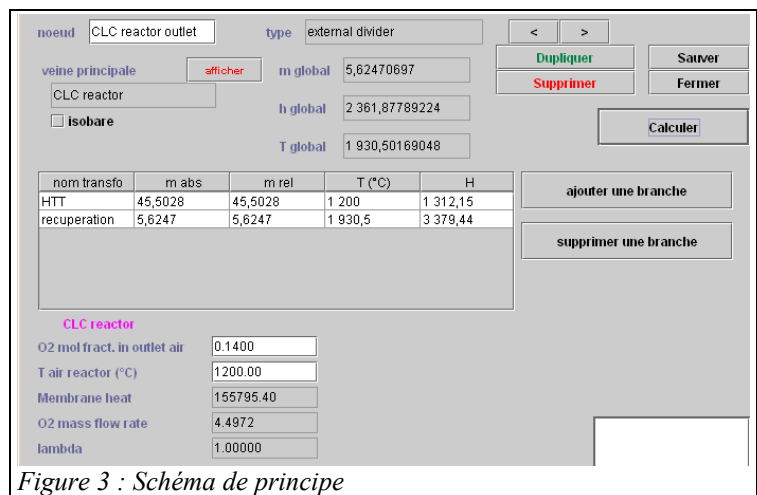 noeud CLC reactor outlet type external divider < >
Dupliquer Sauver
veine principale afficher m global 5,62470697 Supprimer Fermer
CLC reactor
isobare h global 2 361,87789224 Calculer
T global 1 930,50169048
nom transfo m abs m rel T (°C) H
HTT 45,5028 45,5028 1 200 1 312,15
recuperation 5,6247 5,6247 1 930,5 3 379,44
ajouter une branche
supprimer une branche
CLC reactor
O2 mol fract. in outlet air 0.1400
T air reactor (°C) 1200.00
Membrane heat 155795.40
O2 mass flow rate 4.4972
lambda 1.00000
Figure 3 : Schéma de principe